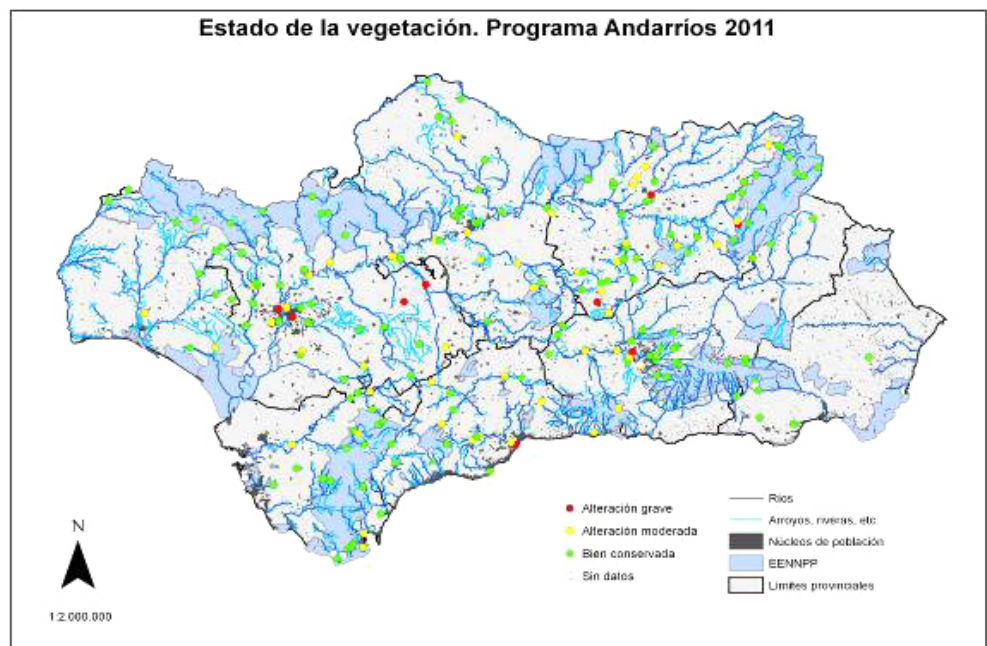 Estado de la vegetación. Programa Andarríos 2011
Alteración grave
Alteración moderada
Bien conservada
Sin datos
Ríos
Arroyos, riveras, etc.
Núcleos de población
EENNPP
Límites provinciales
N
1:2.000.000